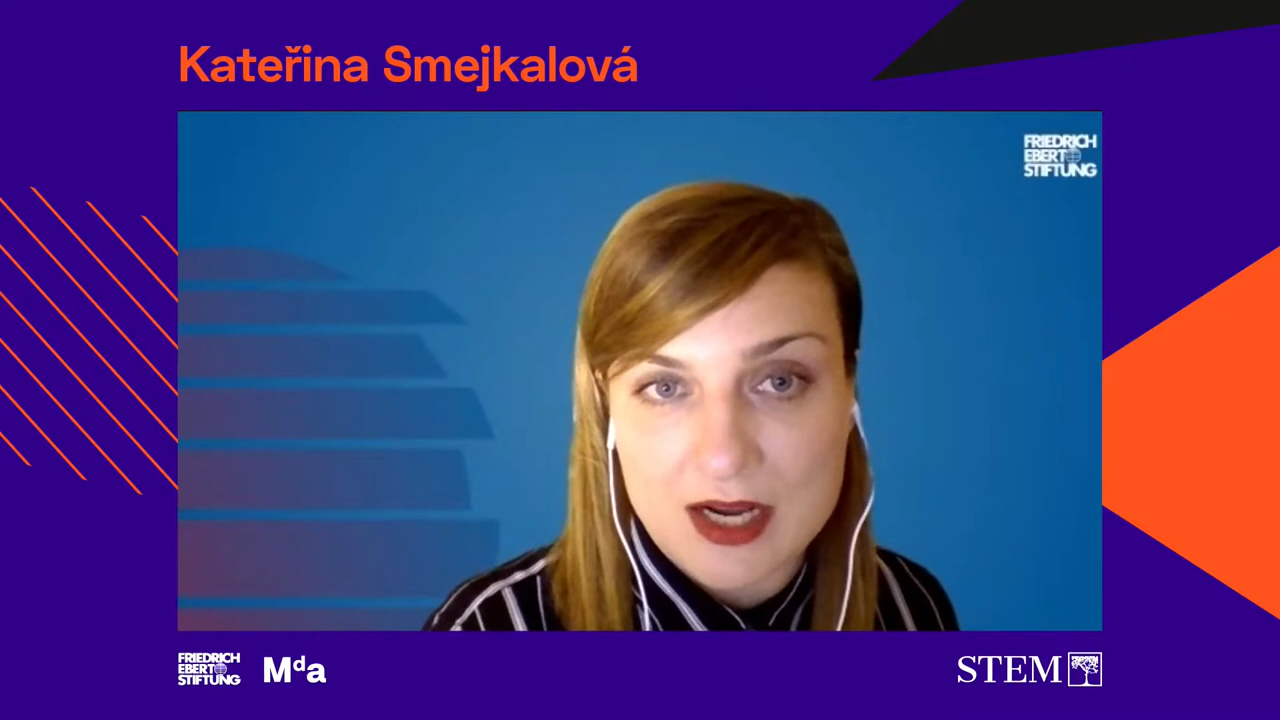 Kateřina Smejkalová
FRIEDRICH
EBERT
STIFTUNG
FRIEDRICH
EBERT
STIFTUNG
Mda
STEM